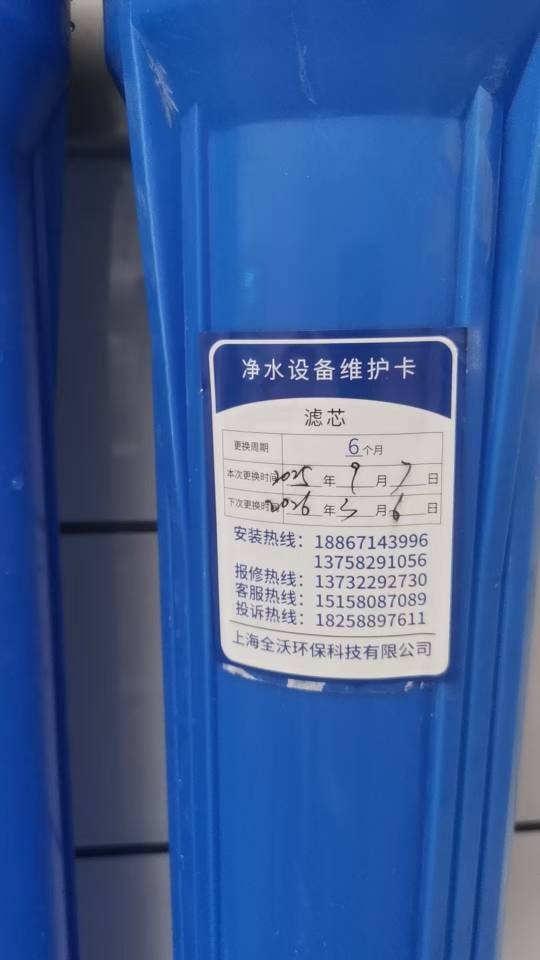 净水设备维护卡
滤芯
更换周期 6个月
本次更换时间 2025 年 9 月 7 日
下次更换时间 2026 年 3 月 6 日
安装热线：18867143996
13758291056
报修热线：13732292730
客服热线：15158087089
投诉热线：18258897611
上海全沃环保科技有限公司